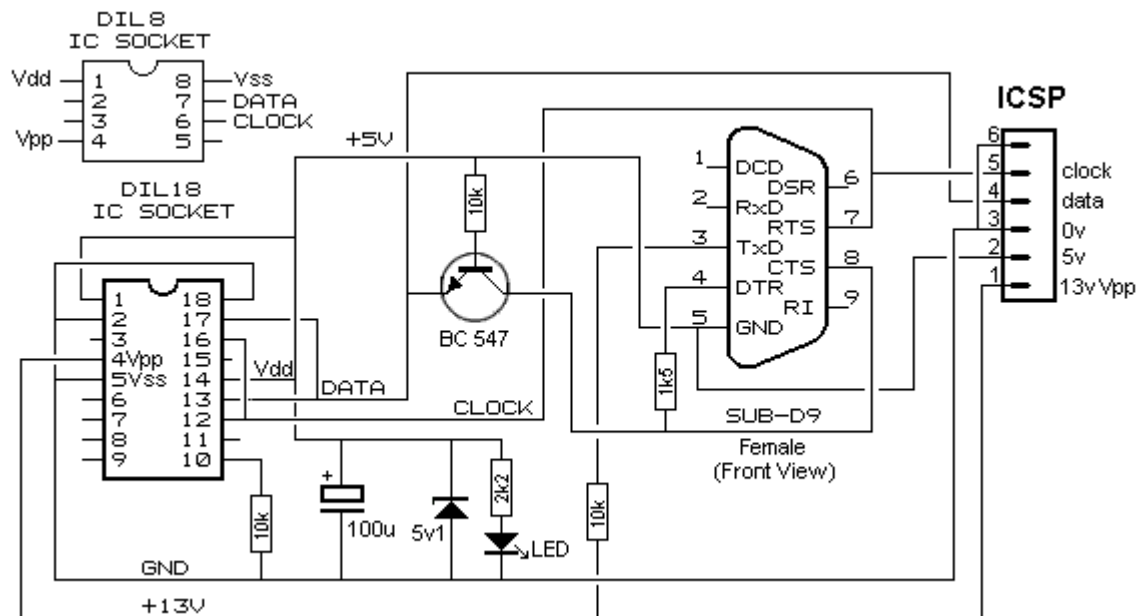 DIL8
IC SOCKET
Vdd 1 8 Vss
2 7 DATA
3 6 CLOCK
Vpp 4 5
DIL18
IC SOCKET
1 18
2 17
3 16
4Vpp 15
5Vss 14 Vdd
6 13 DATA
7 12 CLOCK
8 11
9 10
+5V
10k
BC 547
1 DCD
DSR 6
2 RxD
RTS 7
3 TxD
CTS 8
4 DTR
RI 9
5 GND
1k5
SUB-D9
Female
(Front View)
ICSP
6
5 clock
4 data
3 0v
2 5v
1 13v Vpp
10k
+
100u
5v1
2k2
LED
10k
GND
+13V